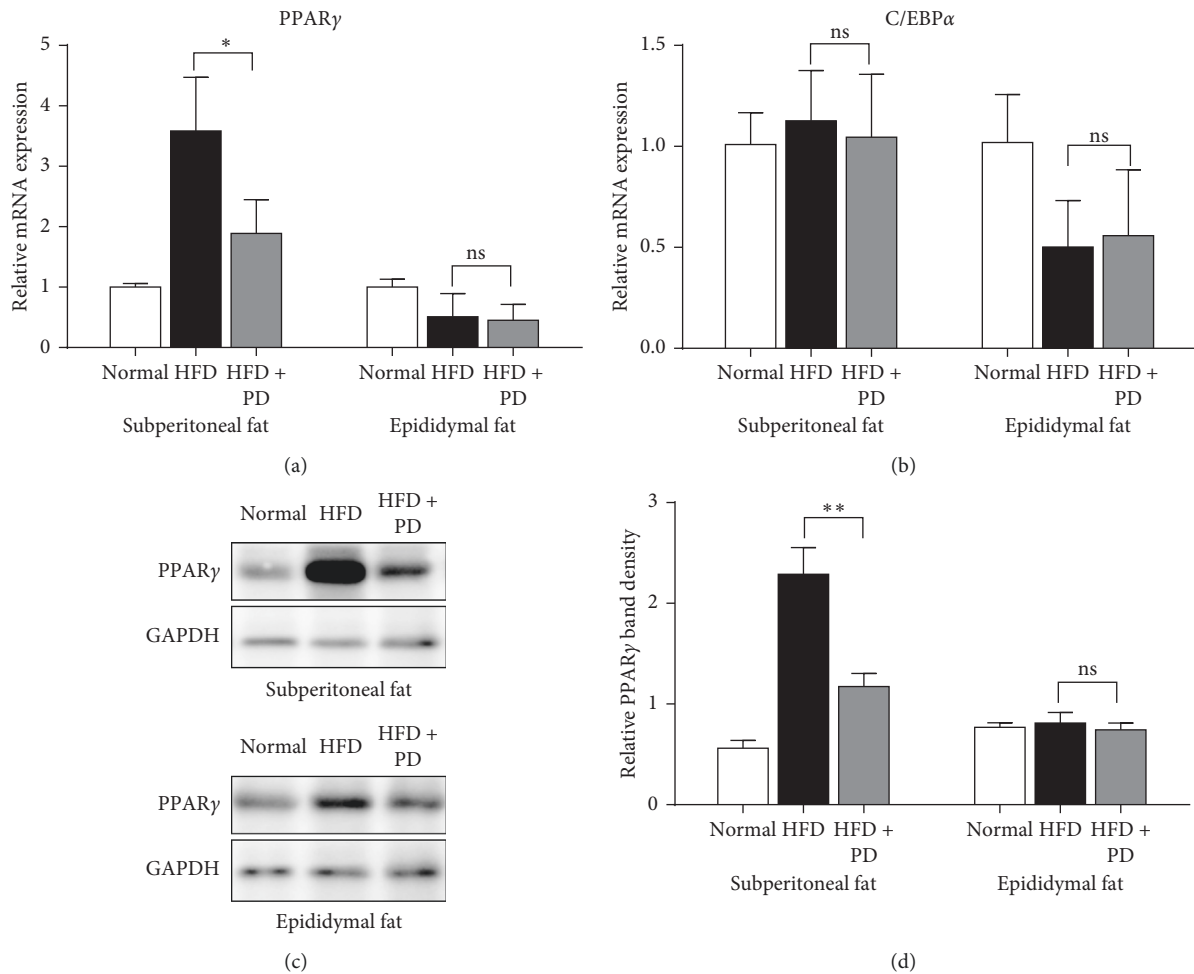 PPARγ
Relative mRNA expression
5
4
3
2
1
0
*
ns
Normal HFD HFD + PD
Normal HFD HFD + PD
Subperitoneal fat
Epididymal fat
(a)
C/EBPα
Relative mRNA expression
1.5
1.0
0.5
0.0
ns
ns
Normal HFD HFD + PD
Normal HFD HFD + PD
Subperitoneal fat
Epididymal fat
(b)
Normal HFD HFD + PD
PPARγ
GAPDH
Subperitoneal fat
Normal HFD HFD + PD
PPARγ
GAPDH
Epididymal fat
(c)
Relative PPARγ band density
3
2
1
0
**
ns
Normal HFD HFD + PD
Normal HFD HFD + PD
Subperitoneal fat
Epididymal fat
(d)